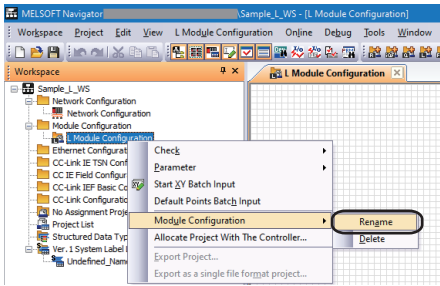 MELSOFT Navigator \Sample_L_WS - [L Module Configuration]
Workspace Project Edit View L Module Configuration Online Debug Tools Window
Workspace
L Module Configuration
Sample_L_WS
Network Configuration
Network Configuration
Module Configuration
L Module Configuration
Ethernet Configurat
CC-Link IE TSN Conf
CC IE Field Configur
CC-Link IEF Basic Co
CC-Link Configuratio
No Assignment Proje
Project List
Structured Data Typ
Ver. 1 System Label D
Undefined_Name
Check
Parameter
Start XY Batch Input
Default Points Batch Input
Module Configuration
Allocate Project With The Controller...
Export Project...
Export as a single file format project...
Rename
Delete